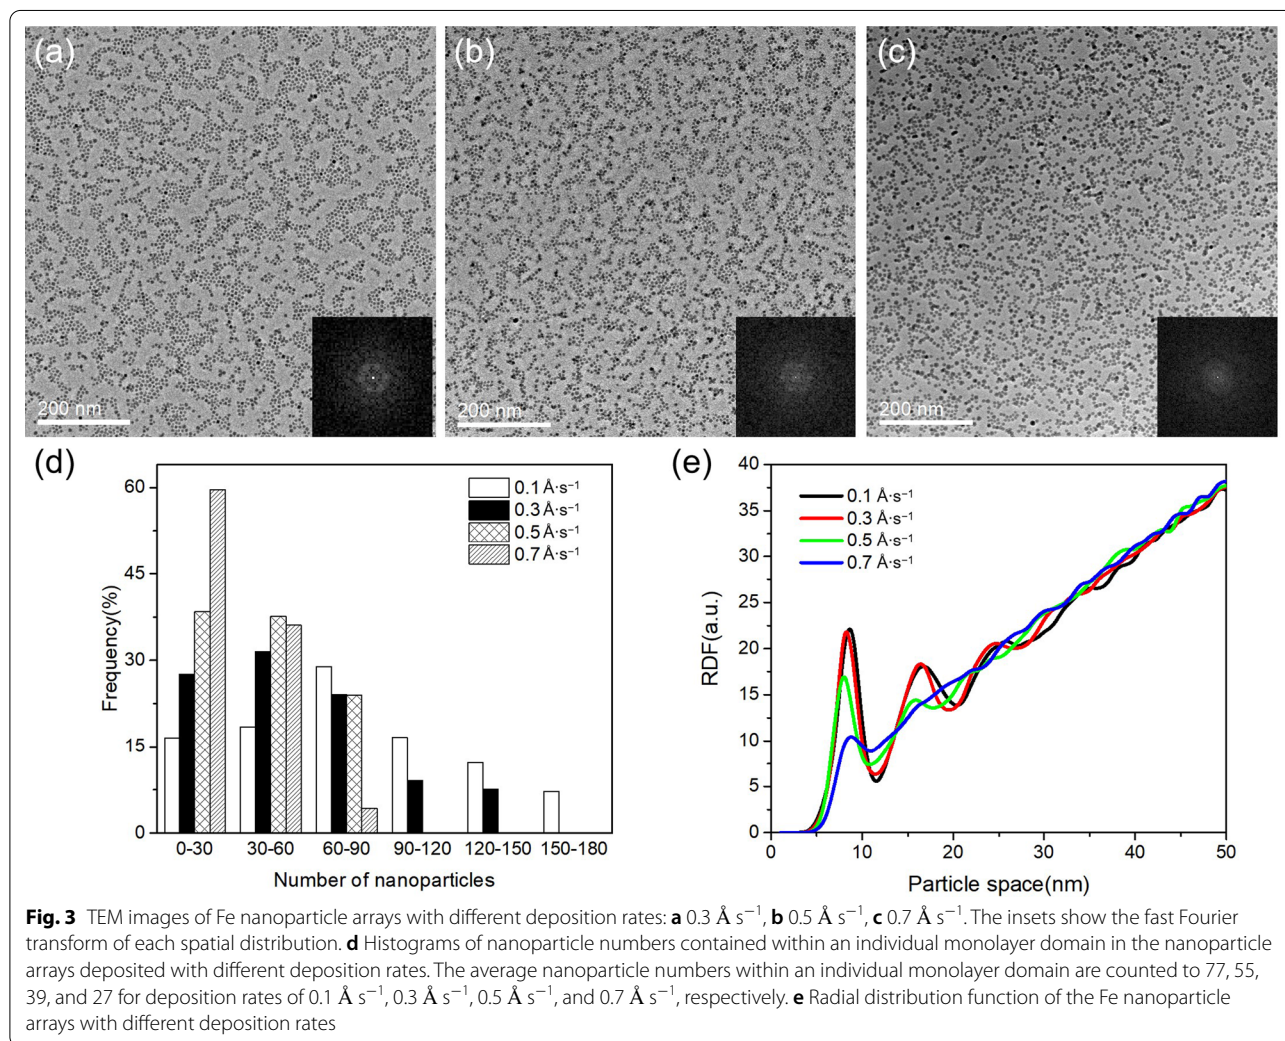 (a)
(b)
(c)
200 nm
200 nm
200 nm
(d)
60
45
30
15
0
Frequency(%)
0.1 Å·s⁻¹
0.3 Å·s⁻¹
0.5 Å·s⁻¹
0.7 Å·s⁻¹
0-30 30-60 60-90 90-120 120-150 150-180
Number of nanoparticles
(e)
40
35
30
25
20
15
10
5
0
RDF(a.u.)
0.1 Å·s⁻¹
0.3 Å·s⁻¹
0.5 Å·s⁻¹
0.7 Å·s⁻¹
0 10 20 30 40 50
Particle space(nm)
Fig. 3 TEM images of Fe nanoparticle arrays with different deposition rates: a 0.3 Å s⁻¹, b 0.5 Å s⁻¹, c 0.7 Å s⁻¹. The insets show the fast Fourier
transform of each spatial distribution. d Histograms of nanoparticle numbers contained within an individual monolayer domain in the nanoparticle
arrays deposited with different deposition rates. The average nanoparticle numbers within an individual monolayer domain are counted to 77, 55,
39, and 27 for deposition rates of 0.1 Å s⁻¹, 0.3 Å s⁻¹, 0.5 Å s⁻¹, and 0.7 Å s⁻¹, respectively. e Radial distribution function of the Fe nanoparticle
arrays with different deposition rates